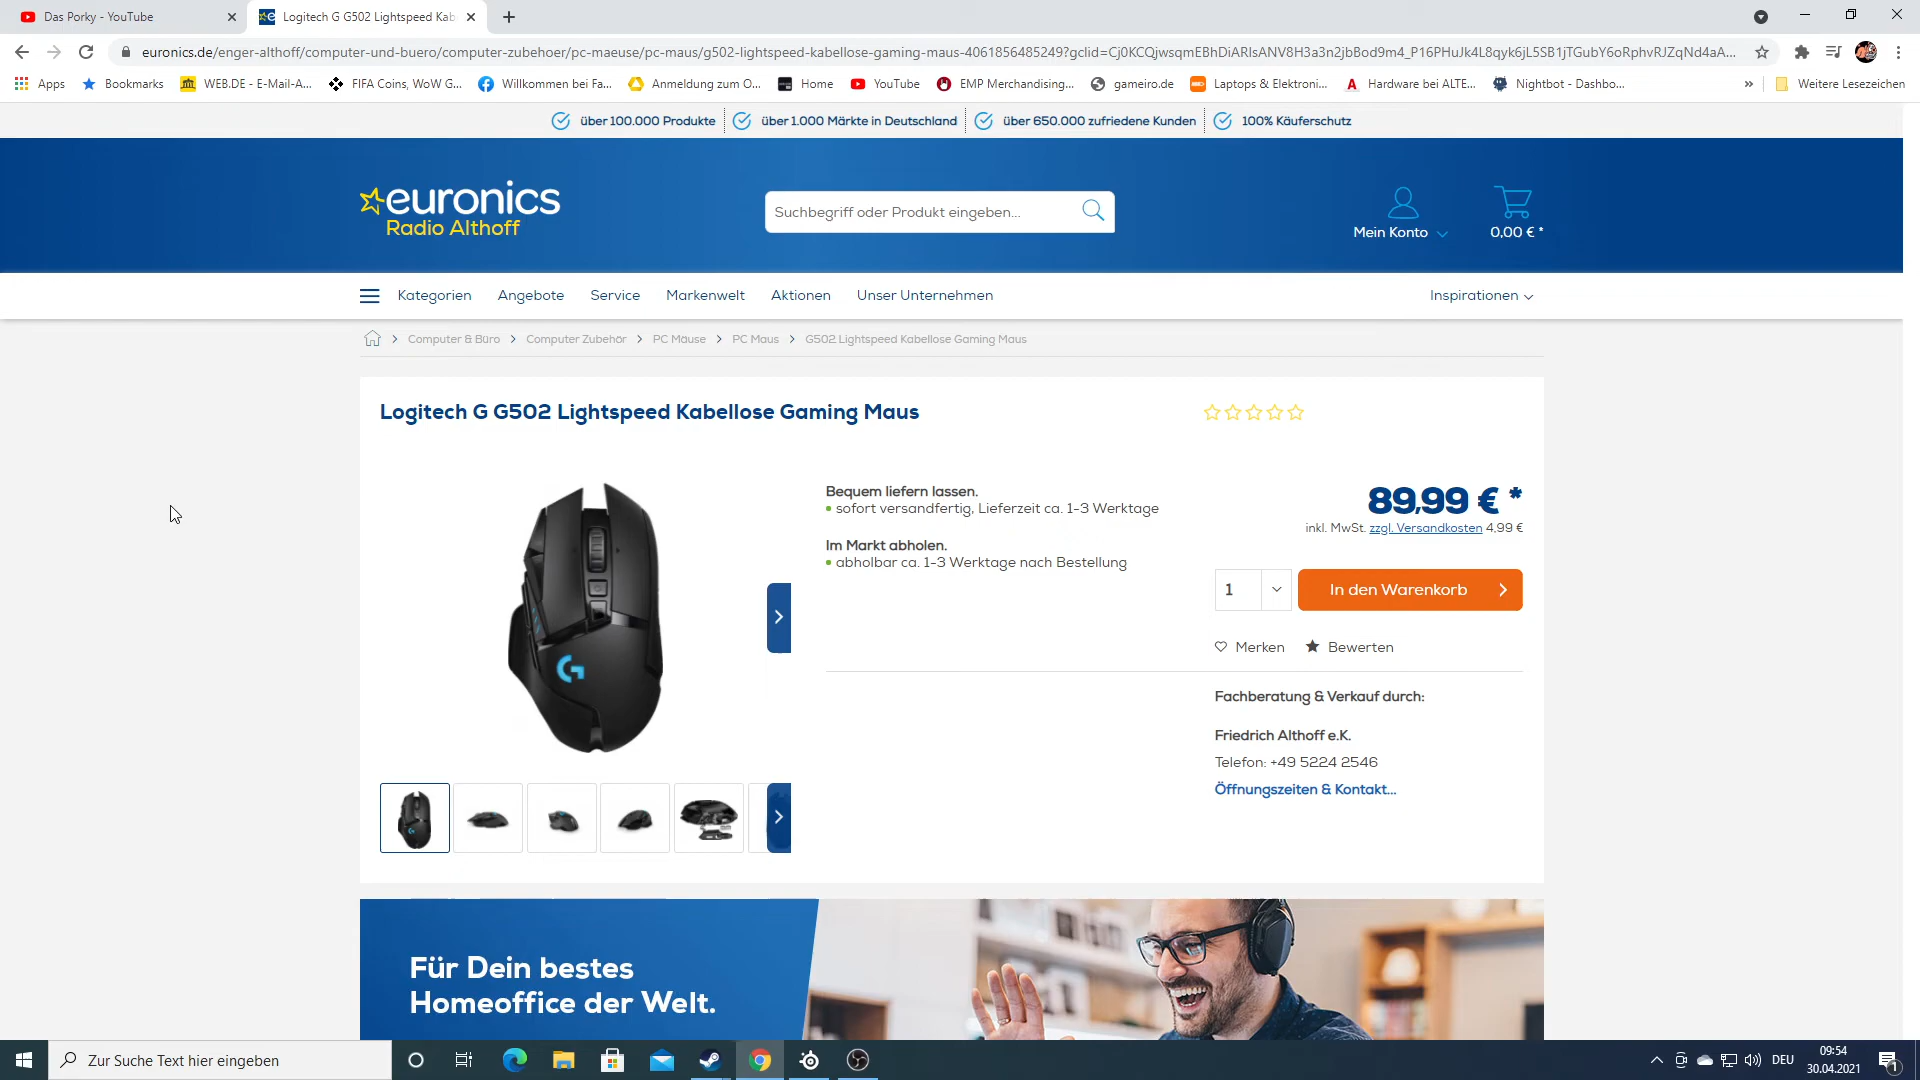 Das Porky - YouTube
Logitech G G502 Lightspeed Kab
euronics.de/enger-althoff/computer-und-buero/computer-zubehoer/pc-maeuse/pc-maus/g502-lightspeed-kabellose-gaming-maus-4061856485249?gclid=Cj0KCQjwsqmEBhDiARIsANV8H3a3n2jbBod9m4_P16PHuJk4L8qyk6jL5SB1jTGubY6oRphvRJZqNd4aA...
Apps
Bookmarks
WEB.DE - E-Mail-A...
FIFA Coins, WoW G...
Willkommen bei Fa...
Anmeldung zum O...
Home
YouTube
EMP Merchandising...
gameiro.de
Laptops & Elektroni...
Hardware bei ALTE...
Nightbot - Dashbo...
»
Weitere Lesezeichen
über 100.000 Produkte
über 1.000 Märkte in Deutschland
über 650.000 zufriedene Kunden
100% Käuferschutz
euronics
Radio Althoff
Suchbegriff oder Produkt eingeben...
Mein Konto
0,00 € *
Kategorien
Angebote
Service
Markenwelt
Aktionen
Unser Unternehmen
Inspirationen
Computer & Büro
Computer Zubehör
PC Mäuse
PC Maus
G502 Lightspeed Kabellose Gaming Maus
Logitech G G502 Lightspeed Kabellose Gaming Maus
Bequem liefern lassen.
sofort versandfertig, Lieferzeit ca. 1-3 Werktage
Im Markt abholen.
abholbar ca. 1-3 Werktage nach Bestellung
89,99 € *
inkl. MwSt. zzgl. Versandkosten 4,99 €
1
In den Warenkorb
Merken
Bewerten
Fachberatung & Verkauf durch:
Friedrich Althoff e.K.
Telefon: +49 5224 2546
Öffnungszeiten & Kontakt...
Für Dein bestes
Homeoffice der Welt.
Zur Suche Text hier eingeben
DEU
09:54
30.04.2021
1